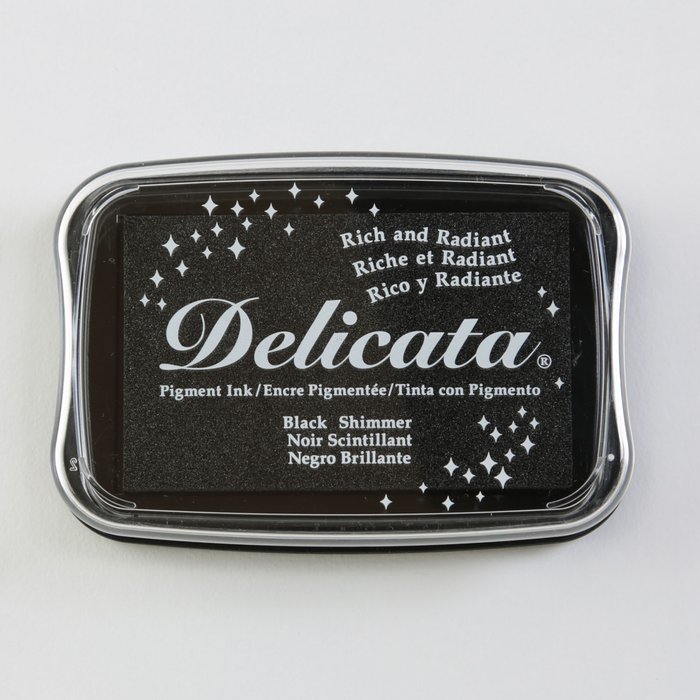 Rich and Radiant
Riche et Radiant
Rico y Radiante
Delicata®
Pigment Ink/Encre Pigmentée/Tinta con Pigmento
Black Shimmer
Noir Scintillant
Negro Brillante